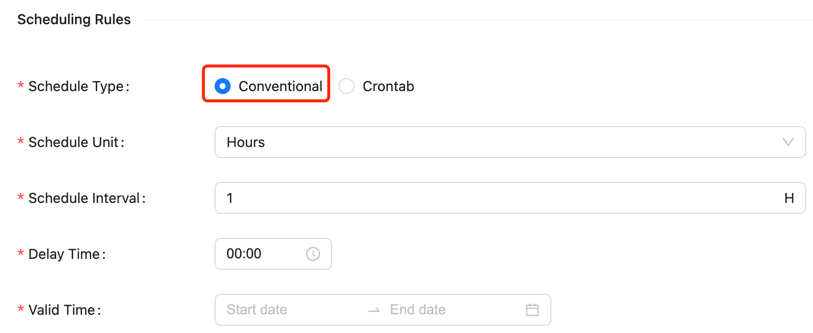 Scheduling Rules
* Schedule Type: Conventional Crontab
* Schedule Unit: Hours
* Schedule Interval: 1 H
* Delay Time: 00:00
* Valid Time: Start date → End date